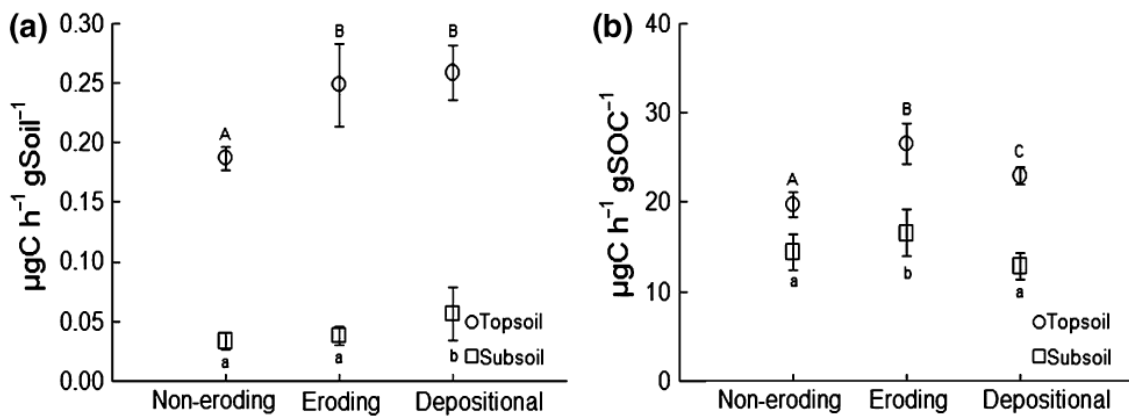 (a)
µgC h⁻¹ gSoil⁻¹
0.30
0.25
0.20
0.15
0.10
0.05
0.00
A
B
B
a
a
b
Topsoil
Subsoil
Non-eroding Eroding Depositional
(b)
µgC h⁻¹ gSOC⁻¹
40
30
20
10
0
A
B
C
a
b
a
Topsoil
Subsoil
Non-eroding Eroding Depositional